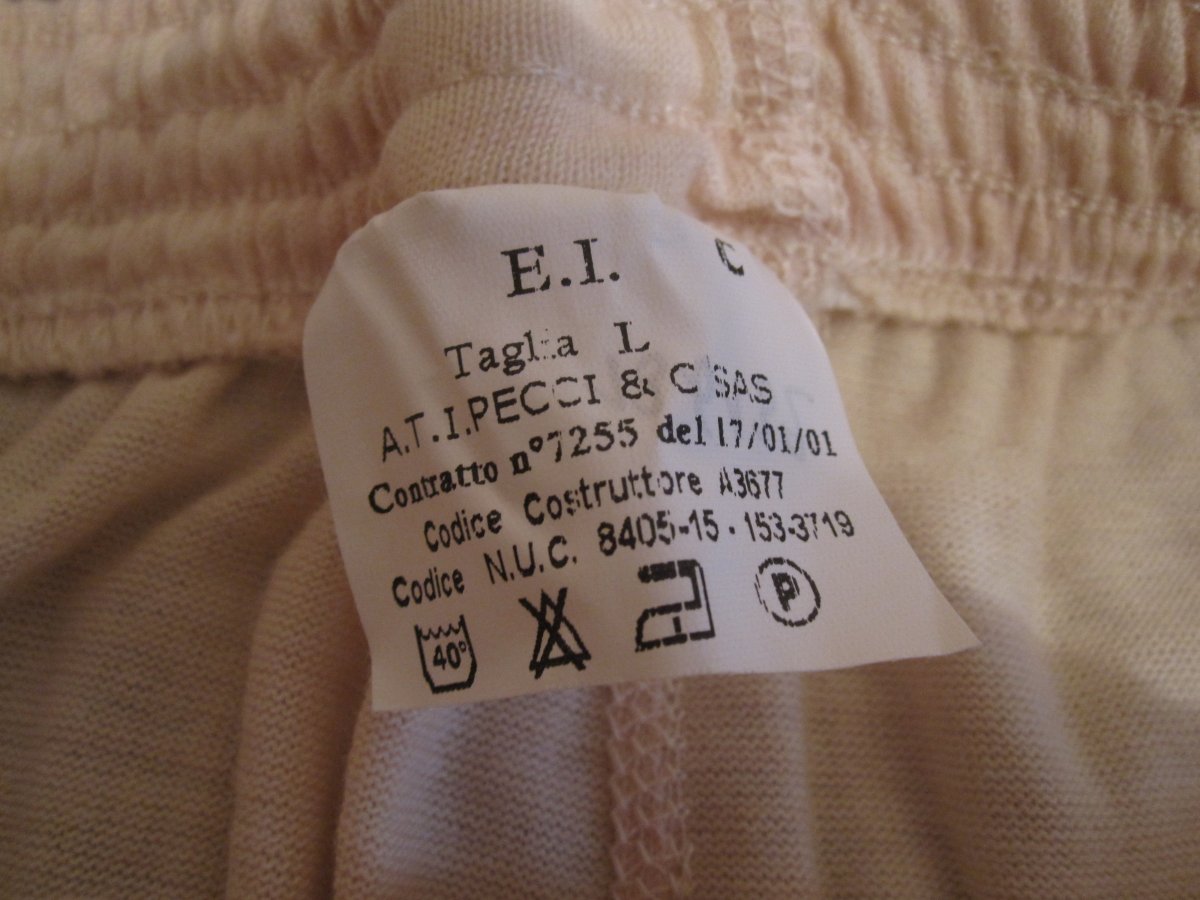 E.I. C
Taglia L
A.T.I.PECCI & C SAS
Contratto n°7255 del 17/01/01
Codice Costruttore A3677
Codice N.U.C. 8405-15-153-3719
40°
P